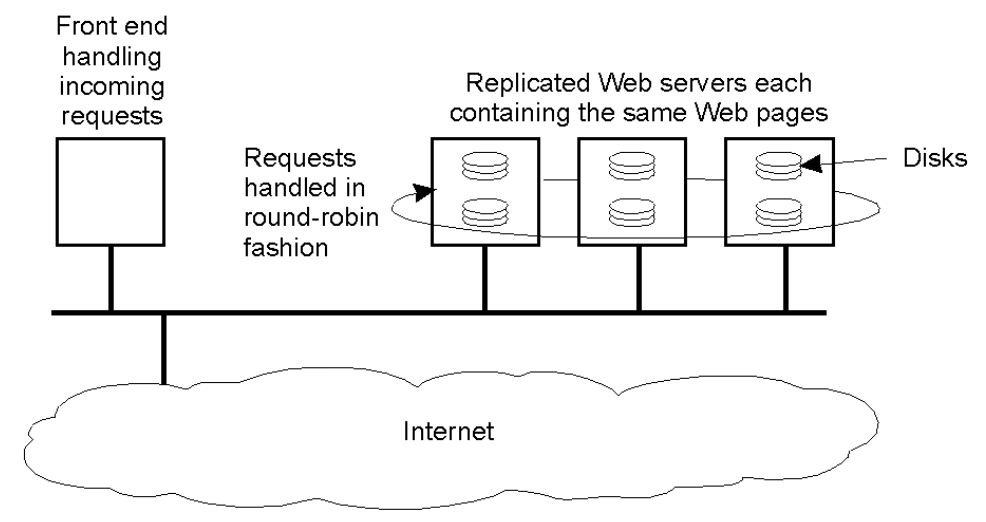 Front end
handling
incoming
requests
Replicated Web servers each
containing the same Web pages
Requests
handled in
round-robin
fashion
Disks
Internet